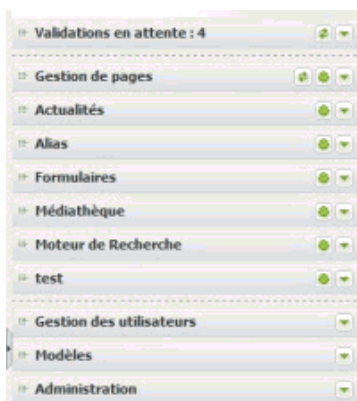 Validations en attente : 4
Gestion de pages
Actualités
Alias
Formulaires
Médiathèque
Moteur de Recherche
test
Gestion des utilisateurs
Modèles
Administration